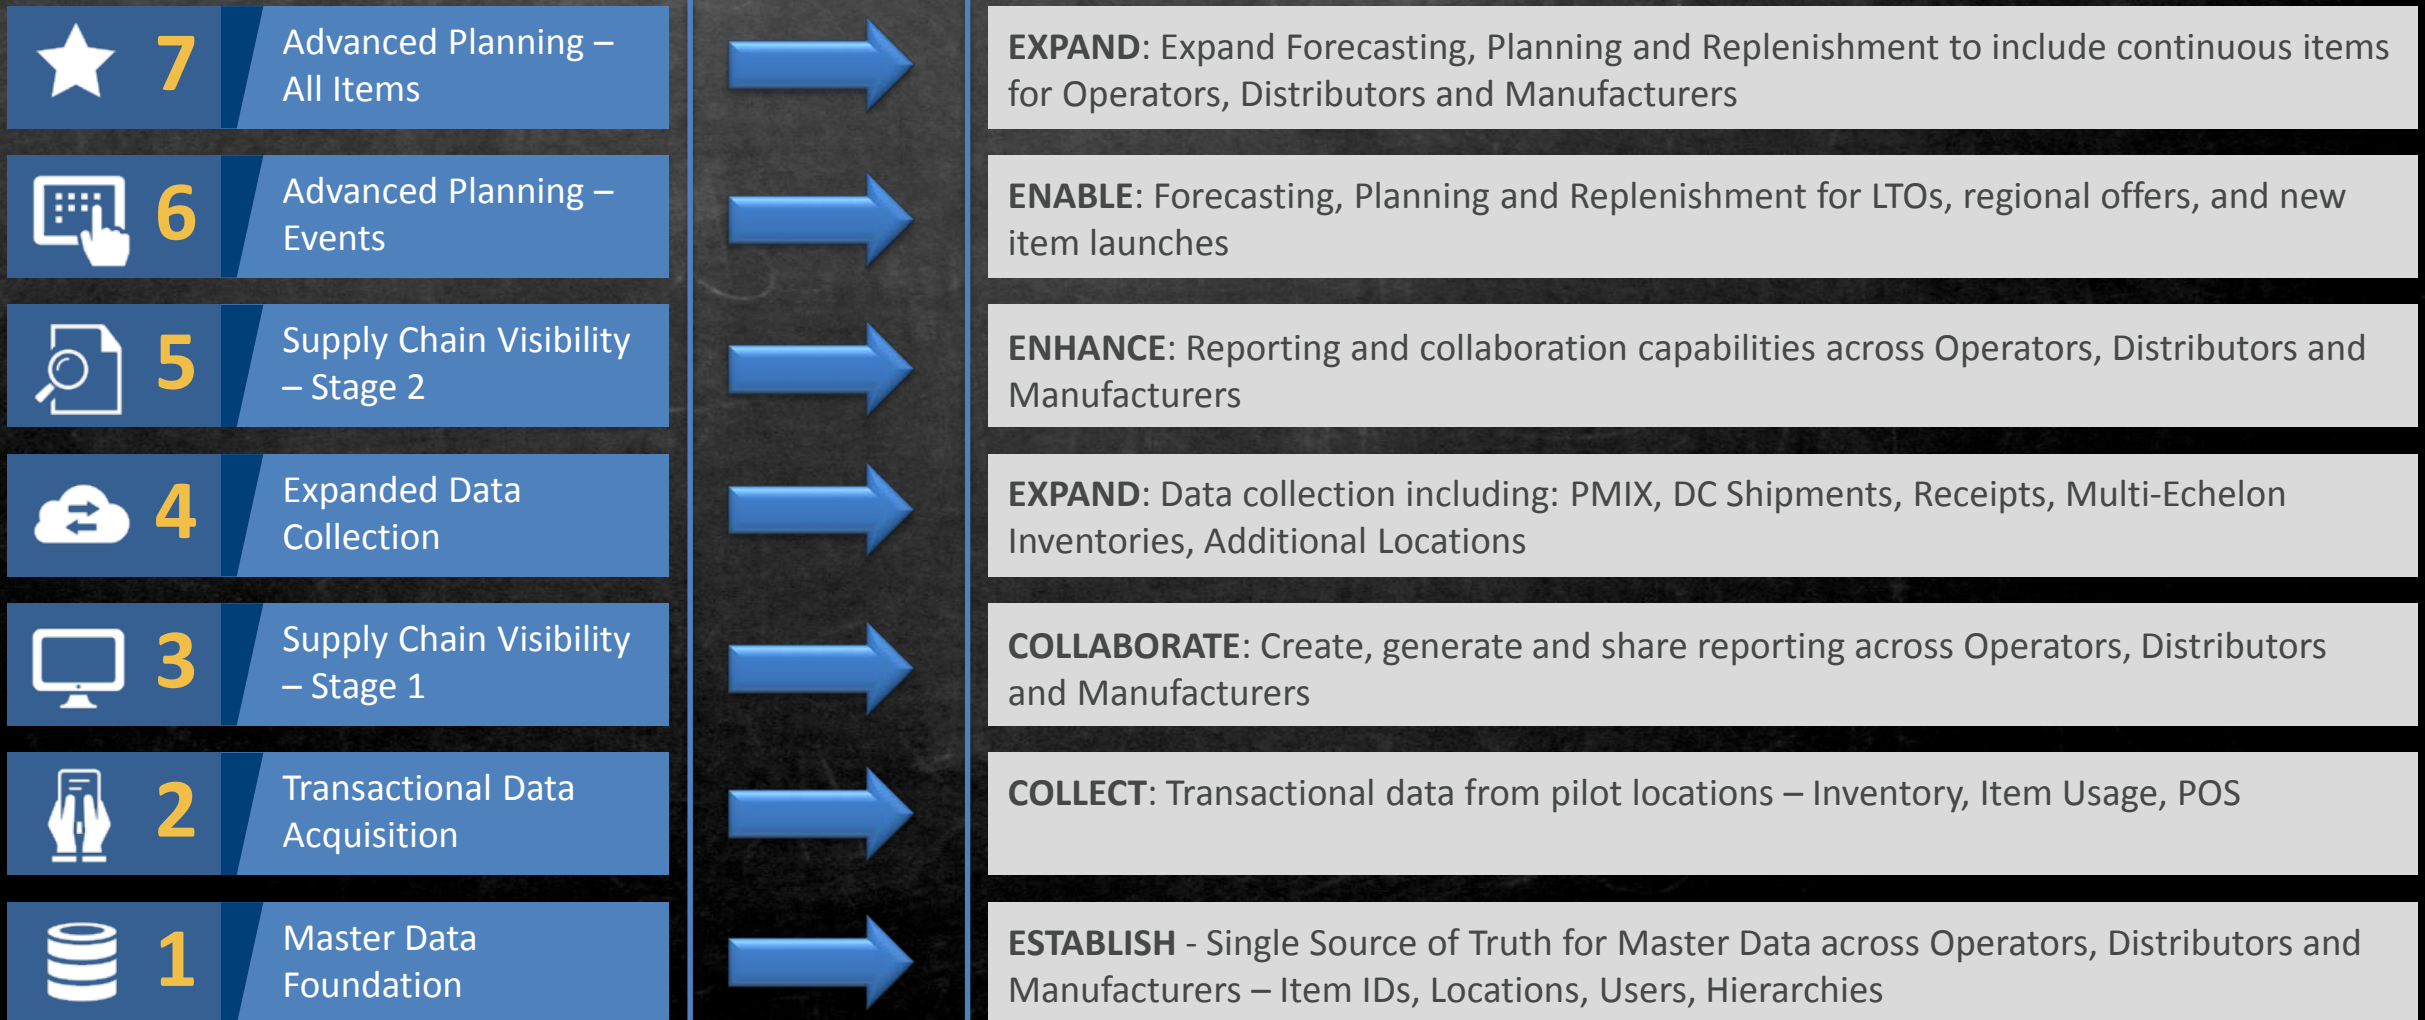 7
Advanced Planning –
All Items
EXPAND: Expand Forecasting, Planning and Replenishment to include continuous items
for Operators, Distributors and Manufacturers
6
Advanced Planning –
Events
ENABLE: Forecasting, Planning and Replenishment for LTOs, regional offers, and new
item launches
5
Supply Chain Visibility
– Stage 2
ENHANCE: Reporting and collaboration capabilities across Operators, Distributors and
Manufacturers
4
Expanded Data
Collection
EXPAND: Data collection including: PMIX, DC Shipments, Receipts, Multi-Echelon
Inventories, Additional Locations
3
Supply Chain Visibility
– Stage 1
COLLABORATE: Create, generate and share reporting across Operators, Distributors
and Manufacturers
2
Transactional Data
Acquisition
COLLECT: Transactional data from pilot locations – Inventory, Item Usage, POS
1
Master Data
Foundation
ESTABLISH - Single Source of Truth for Master Data across Operators, Distributors and
Manufacturers – Item IDs, Locations, Users, Hierarchies